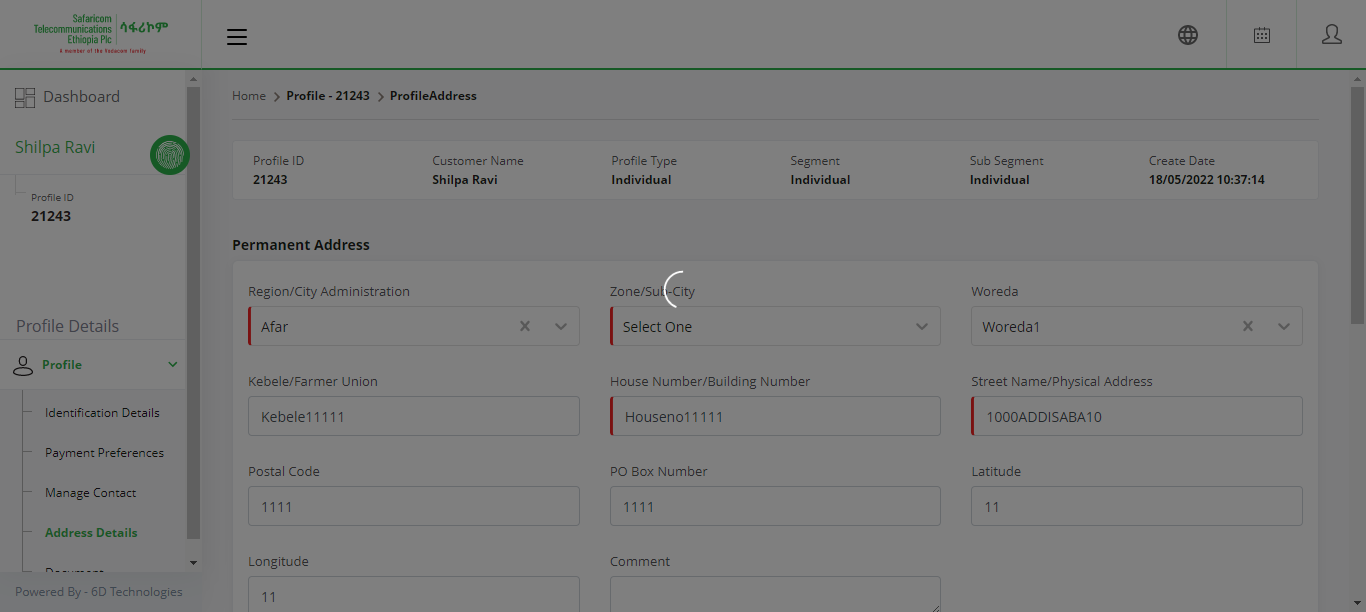 Safaricom
Telecommunications
Ethiopia Plc
ሳፋሪኮም
A member of the Vodacom family
Dashboard
Shilpa Ravi
Profile ID
21243
Profile Details
Profile
Identification Details
Payment Preferences
Manage Contact
Address Details
Document
Powered By - 6D Technologies
Home > Profile - 21243 > ProfileAddress
Profile ID Customer Name Profile Type Segment Sub Segment Create Date
21243 Shilpa Ravi Individual Individual Individual 18/05/2022 10:37:14
Permanent Address
Region/City Administration Zone/Sub-City Woreda
Afar Select One Woreda1
Kebele/Farmer Union House Number/Building Number Street Name/Physical Address
Kebele11111 Houseno11111 1000ADDISABA10
Postal Code PO Box Number Latitude
1111 1111 11
Longitude Comment
11